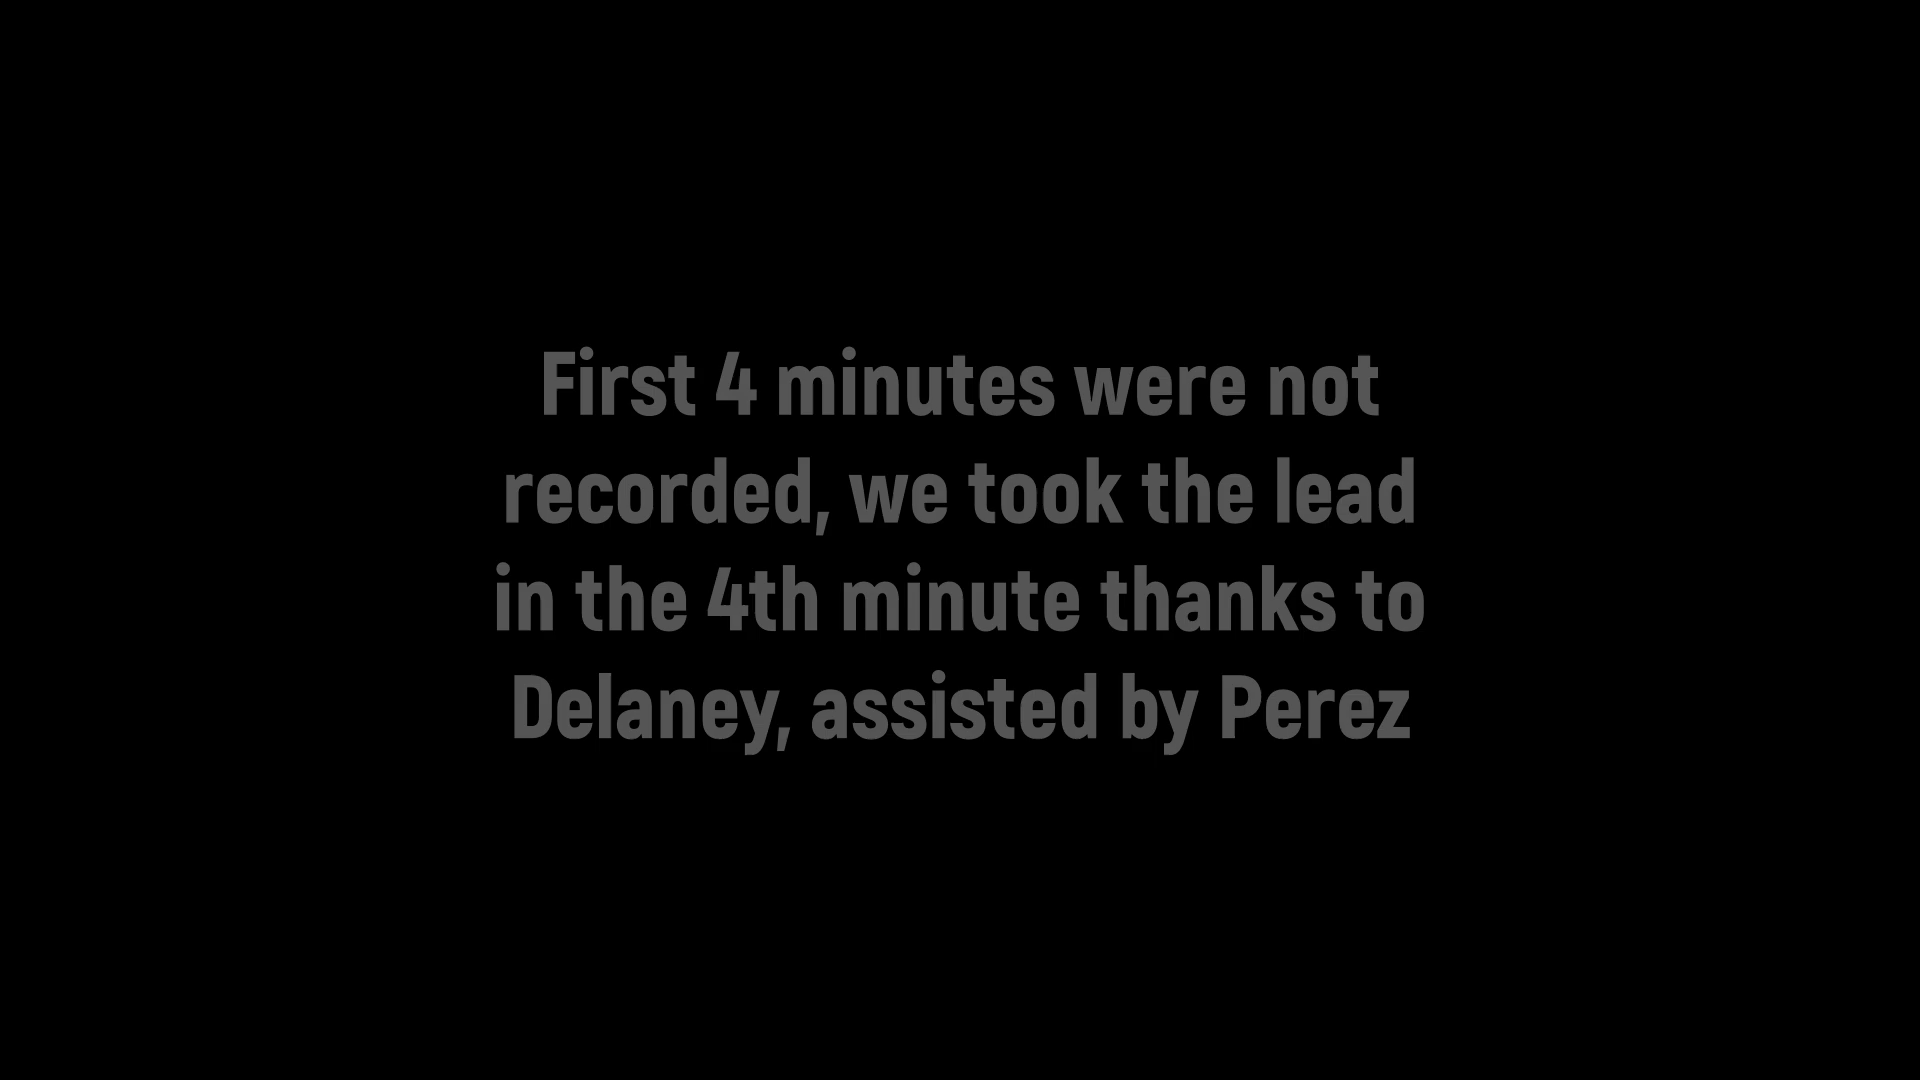 First 4 minutes were not
recorded, we took the lead
in the 4th minute thanks to
Delaney, assisted by Perez